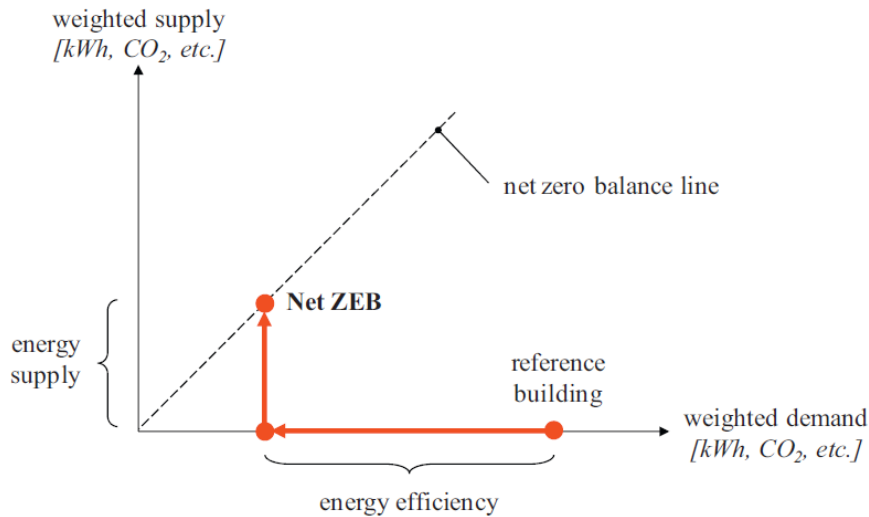 weighted supply
[kWh, CO₂, etc.]
net zero balance line
Net ZEB
energy
supply
reference
building
weighted demand
[kWh, CO₂, etc.]
energy efficiency